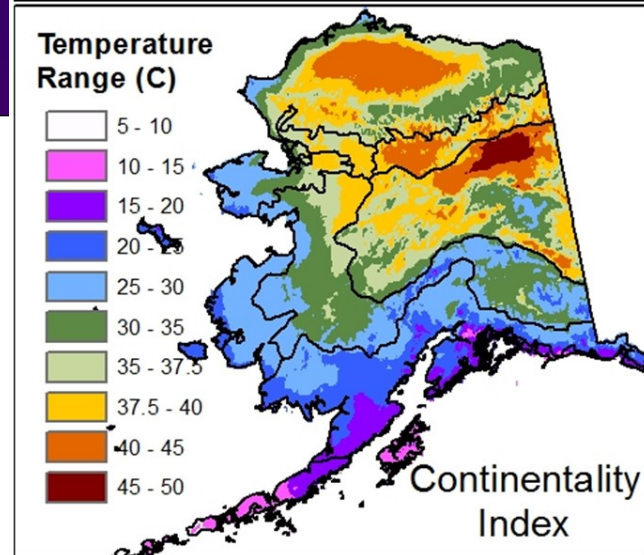 Temperature
Range (C)
5 - 10
10 - 15
15 - 20
20 - 25
25 - 30
30 - 35
35 - 37.5
37.5 - 40
40 - 45
45 - 50
Continentality
Index